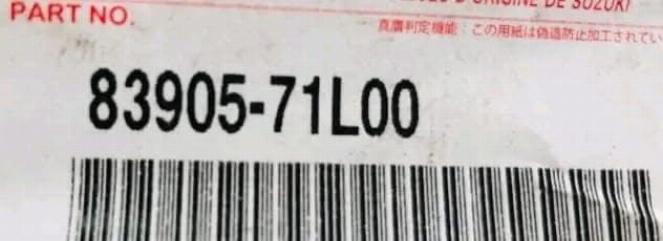 D'ORIGINE DE SUZUKI
PART NO.
真贋判定機能：この用紙は偽造防止加工されてい
83905-71L00